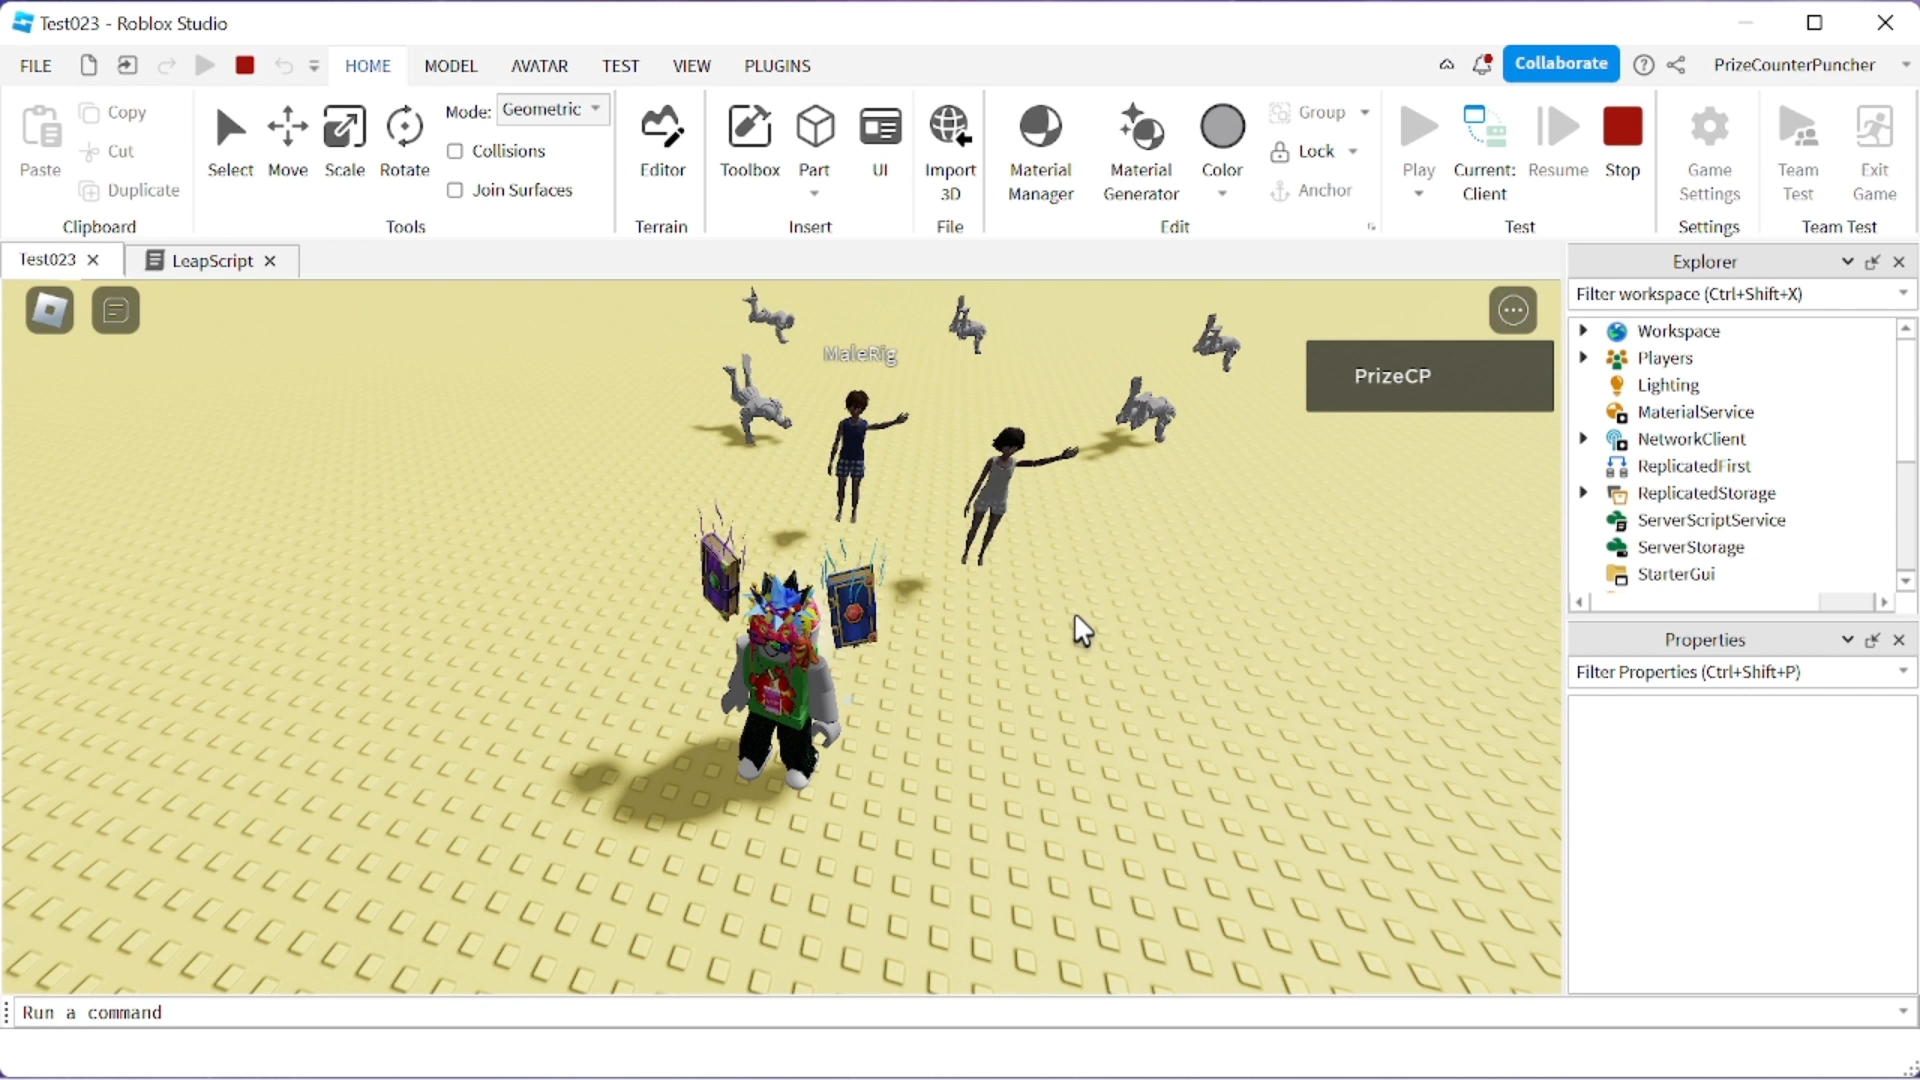 Test023 - Roblox Studio
FILE
HOME
MODEL
AVATAR
TEST
VIEW
PLUGINS
Collaborate
PrizeCounterPuncher
Paste
Copy
Cut
Duplicate
Clipboard
Select
Move
Scale
Rotate
Mode: Geometric
Collisions
Join Surfaces
Tools
Editor
Terrain
Toolbox
Part
UI
Insert
Import
3D
File
Material
Manager
Material
Generator
Color
Group
Lock
Anchor
Edit
Play
Current:
Client
Resume
Stop
Test
Game
Settings
Settings
Team
Test
Exit
Game
Team Test
Test023
LeapScript
MaleRig
PrizeCP
Explorer
Filter workspace (Ctrl+Shift+X)
Workspace
Players
Lighting
MaterialService
NetworkClient
ReplicatedFirst
ReplicatedStorage
ServerScriptService
ServerStorage
StarterGui
Properties
Filter Properties (Ctrl+Shift+P)
Run a command